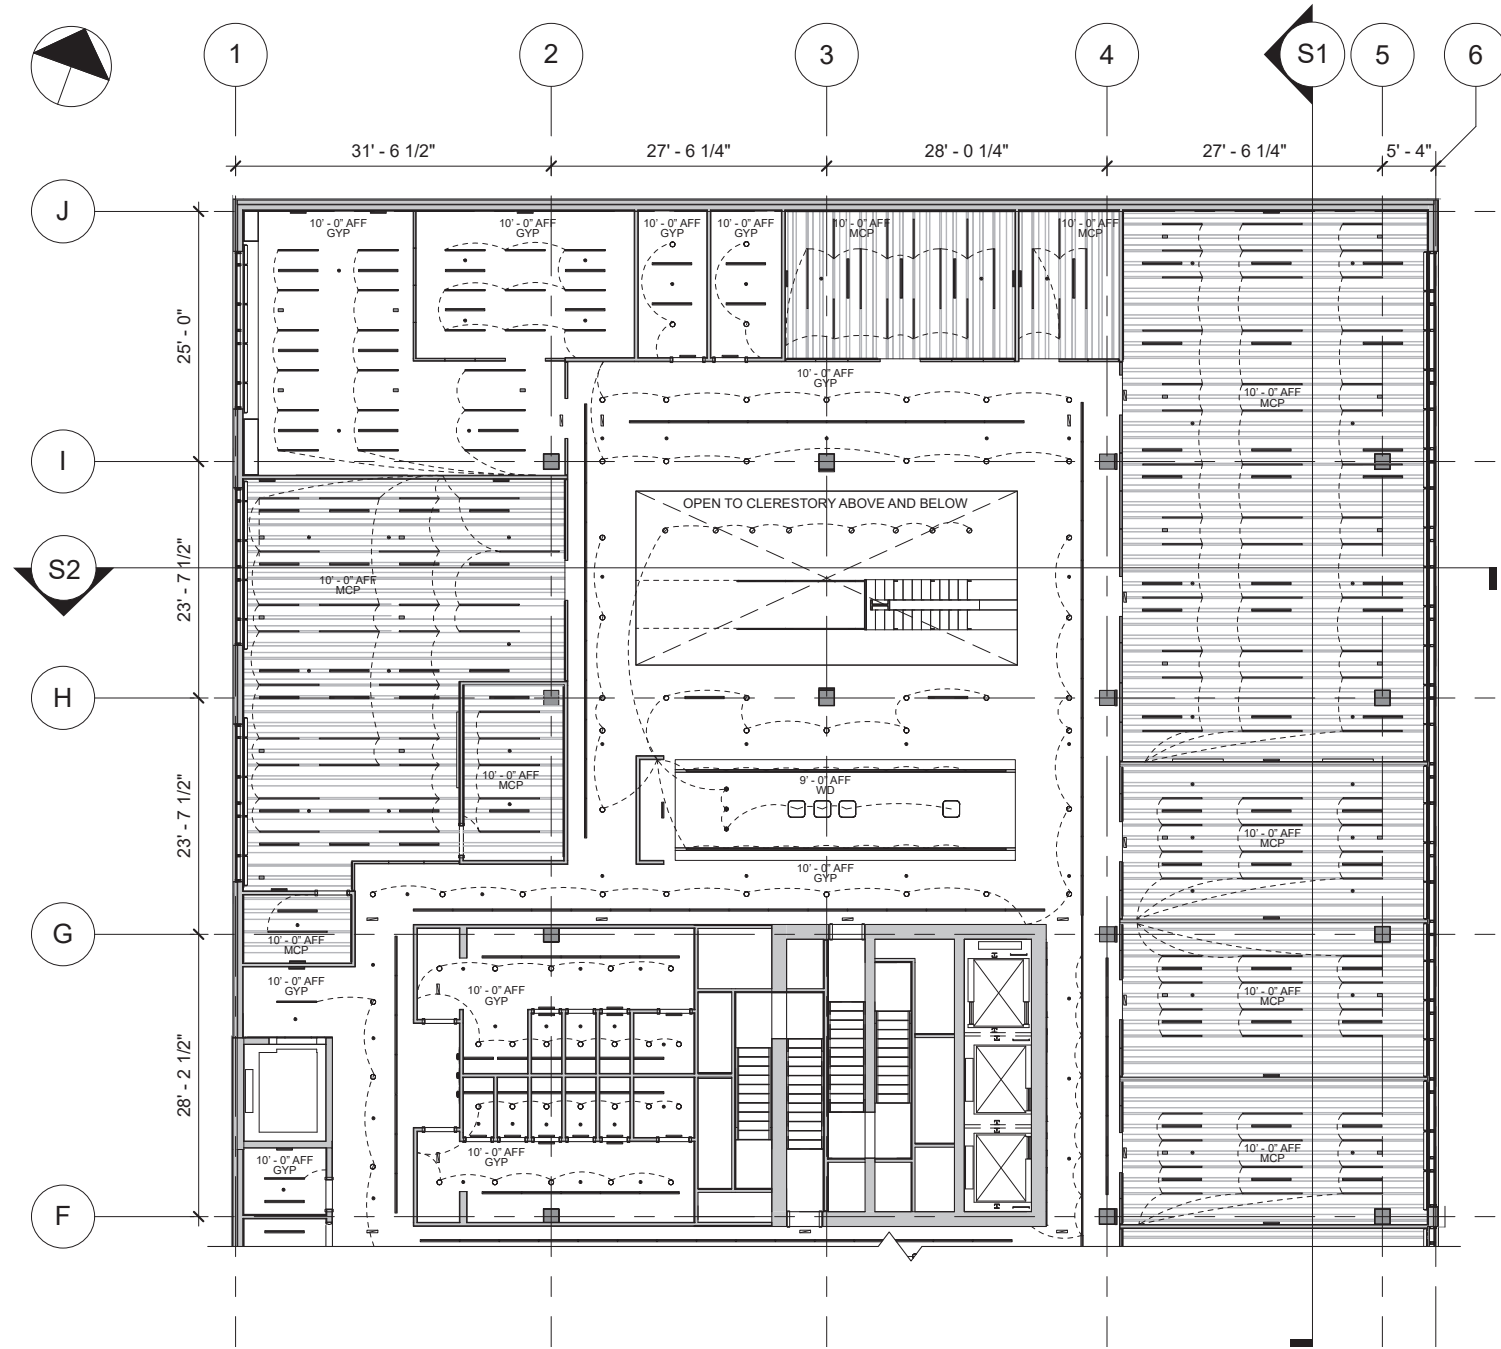 1
2
3
4
S1
5
6
31' - 6 1/2"
27' - 6 1/4"
28' - 0 1/4"
27' - 6 1/4"
5' - 4"
J
10' - 0" AFF
GYP
10' - 0" AFF
GYP
10' - 0" AFF
GYP
10' - 0" AFF
GYP
10' - 0" AFF
MCP
10' - 0" AFF
MCP
25' - 0"
10' - 0" AFF
GYP
10' - 0" AFF
MCP
I
OPEN TO CLERESTORY ABOVE AND BELOW
S2
23' - 7 1/2"
10' - 0" AFF
MCP
H
10' - 0" AFF
MCP
9' - 0" AFF
WD
23' - 7 1/2"
10' - 0" AFF
MCP
10' - 0" AFF
GYP
G
10' - 0" AFF
MCP
10' - 0" AFF
GYP
10' - 0" AFF
GYP
10' - 0" AFF
MCP
28' - 2 1/2"
10' - 0" AFF
GYP
10' - 0" AFF
GYP
10' - 0" AFF
MCP
F